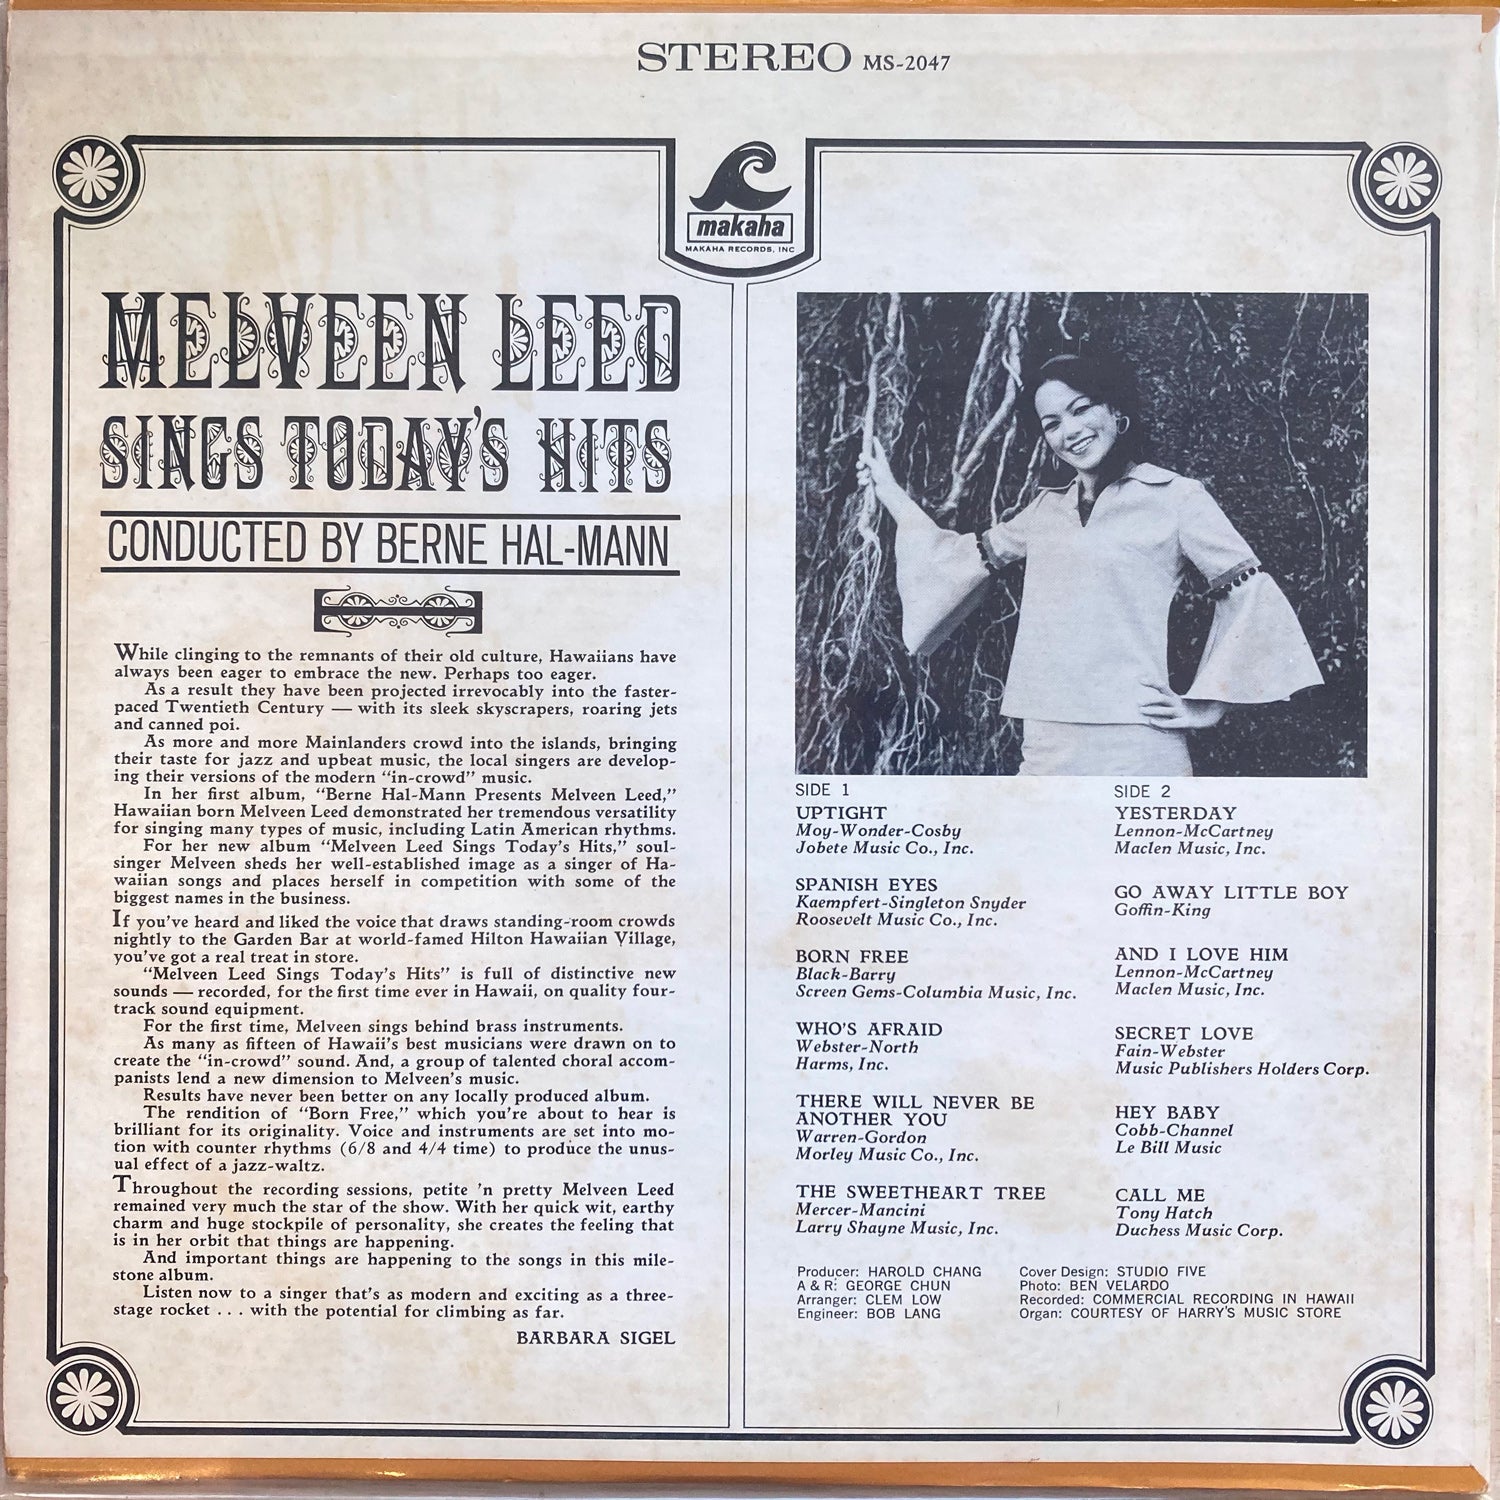 STEREO MS-2047
makaha
MAKAHA RECORDS, INC
MELVEEN LEED
SINGS TODAY'S HITS
CONDUCTED BY BERNE HAL-MANN
While clinging to the remnants of their old culture, Hawaiians have
always been eager to embrace the new. Perhaps too eager.
As a result they have been projected irrevocably into the faster-
paced Twentieth Century — with its sleek skyscrapers, roaring jets
and canned poi.
As more and more Mainlanders crowd into the islands, bringing
their taste for jazz and upbeat music, the local singers are develop-
ing their versions of the modern "in-crowd" music.
In her first album, "Berne Hal-Mann Presents Melveen Leed,"
Hawaiian born Melveen Leed demonstrated her tremendous versatility
for singing many types of music, including Latin American rhythms.
For her new album "Melveen Leed Sings Today's Hits," soul-
singer Melveen sheds her well-established image as a singer of Ha-
waiian songs and places herself in competition with some of the
biggest names in the business.
If you've heard and liked the voice that draws standing-room crowds
nightly to the Garden Bar at world-famed Hilton Hawaiian Village,
you've got a real treat in store.
"Melveen Leed Sings Today's Hits" is full of distinctive new
sounds — recorded, for the first time ever in Hawaii, on quality four-
track sound equipment.
For the first time, Melveen sings behind brass instruments.
As many as fifteen of Hawaii's best musicians were drawn on to
create the "in-crowd" sound. And, a group of talented choral accom-
panists lend a new dimension to Melveen's music.
Results have never been better on any locally produced album.
The rendition of "Born Free," which you're about to hear is
brilliant for its originality. Voice and instruments are set into mo-
tion with counter rhythms (6/8 and 4/4 time) to produce the unus-
ual effect of a jazz-waltz.
Throughout the recording sessions, petite 'n pretty Melveen Leed
remained very much the star of the show. With her quick wit, earthy
charm and huge stockpile of personality, she creates the feeling that
is in her orbit that things are happening.
And important things are happening to the songs in this mile-
stone album.
Listen now to a singer that's as modern and exciting as a three-
stage rocket . . . with the potential for climbing as far.
BARBARA SIGEL
SIDE 1
UPTIGHT
Moy-Wonder-Cosby
Jobete Music Co., Inc.
SPANISH EYES
Kaempfert-Singleton Snyder
Roosevelt Music Co., Inc.
BORN FREE
Black-Barry
Screen Gems-Columbia Music, Inc.
WHO'S AFRAID
Webster-North
Harms, Inc.
THERE WILL NEVER BE
ANOTHER YOU
Warren-Gordon
Morley Music Co., Inc.
THE SWEETHEART TREE
Mercer-Mancini
Larry Shayne Music, Inc.
SIDE 2
YESTERDAY
Lennon-McCartney
Maclen Music, Inc.
GO AWAY LITTLE BOY
Goffin-King
AND I LOVE HIM
Lennon-McCartney
Maclen Music, Inc.
SECRET LOVE
Fain-Webster
Music Publishers Holders Corp.
HEY BABY
Cobb-Channel
Le Bill Music
CALL ME
Tony Hatch
Duchess Music Corp.
Producer: HAROLD CHANG
A & R: GEORGE CHUN
Arranger: CLEM LOW
Engineer: BOB LANG
Cover Design: STUDIO FIVE
Photo: BEN VELARDO
Recorded: COMMERCIAL RECORDING IN HAWAII
Organ: COURTESY OF HARRY'S MUSIC STORE